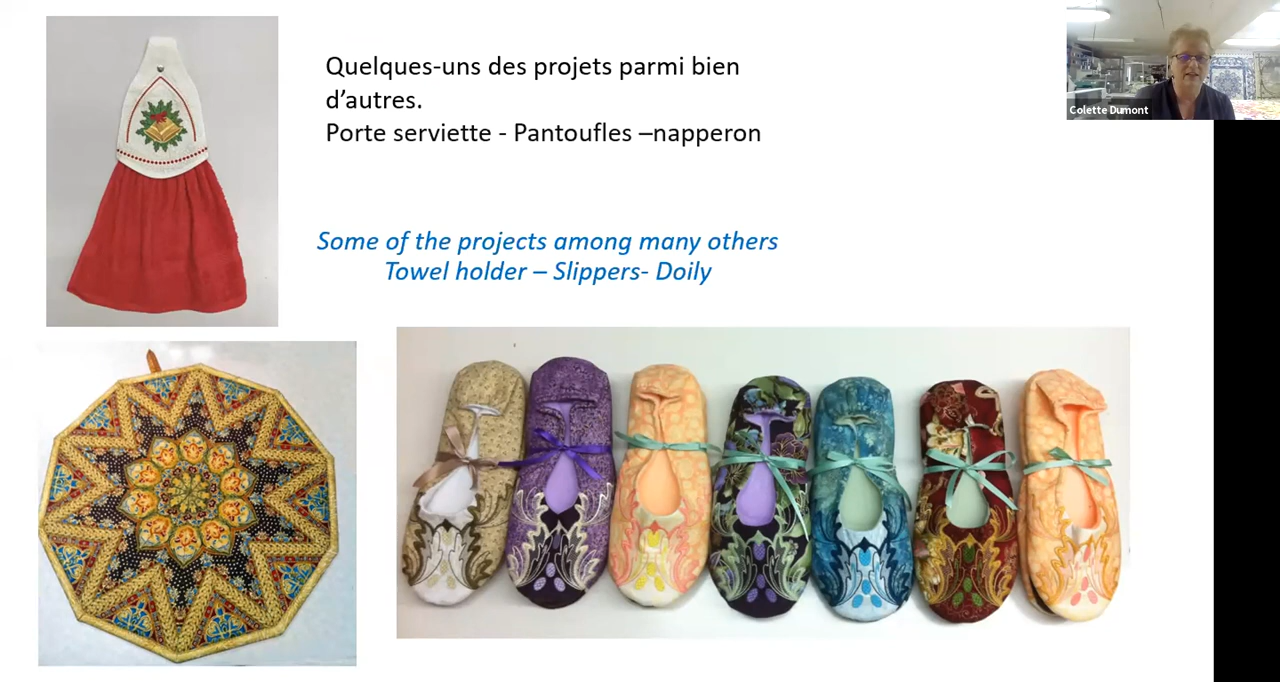 Quelques-uns des projets parmi bien
d’autres.
Porte serviette - Pantoufles –napperon
Some of the projects among many others
Towel holder – Slippers- Doily
Colette Dumont